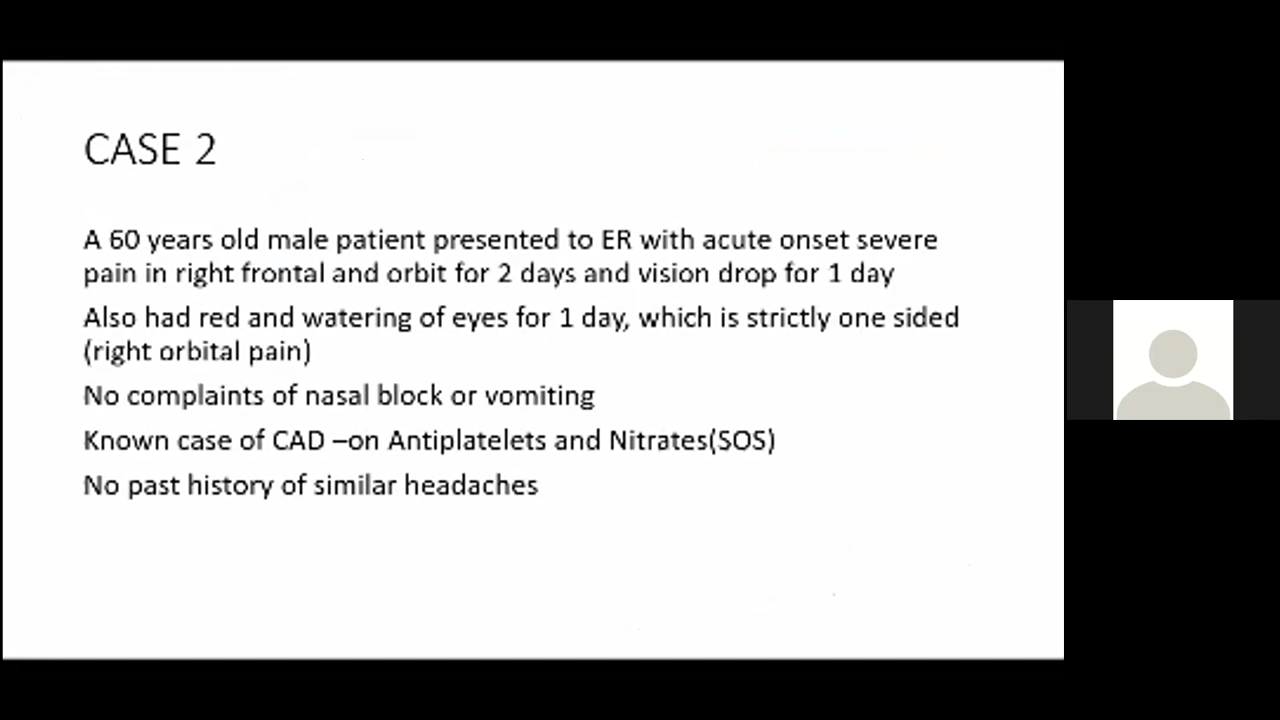 CASE 2
A 60 years old male patient presented to ER with acute onset severe
pain in right frontal and orbit for 2 days and vision drop for 1 day
Also had red and watering of eyes for 1 day, which is strictly one sided
(right orbital pain)
No complaints of nasal block or vomiting
Known case of CAD –on Antiplatelets and Nitrates(SOS)
No past history of similar headaches